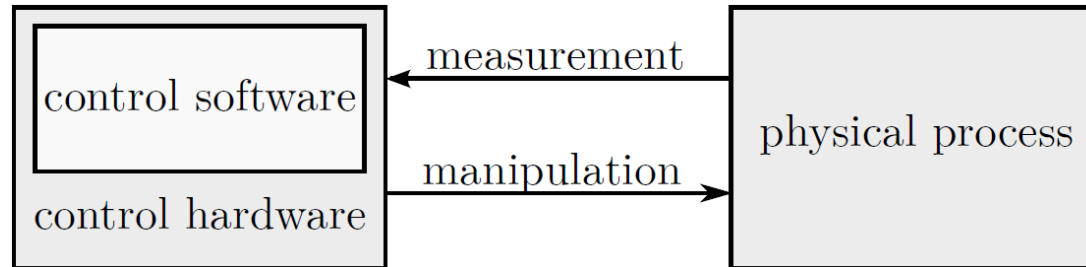 control software
control hardware
measurement
manipulation
physical process